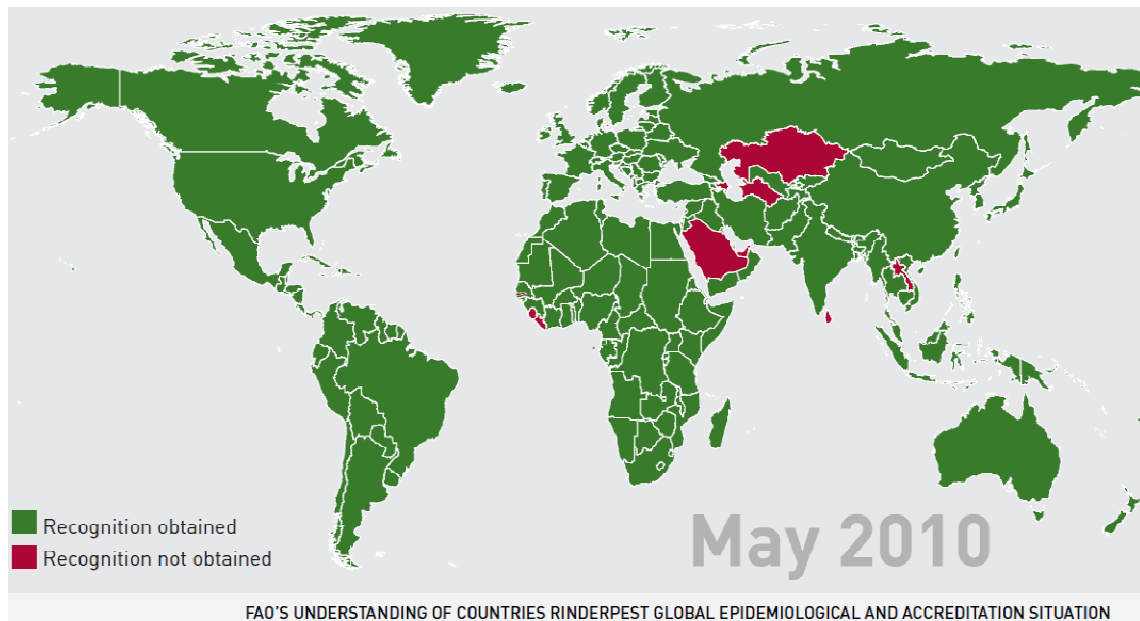 Recognition obtained
Recognition not obtained
May 2010
FAO'S UNDERSTANDING OF COUNTRIES RINDERPEST GLOBAL EPIDEMIOLOGICAL AND ACCREDITATION SITUATION